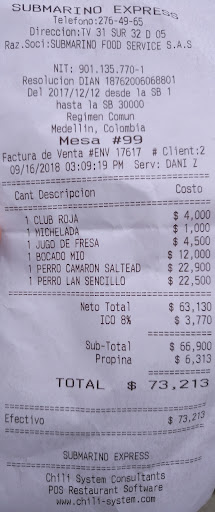 SUBMARINO EXPRESS
Telefono:276-49-65
Direccion:TV 31 SUR 32 D 05
Raz.Soci:SUBMARINO FOOD SERVICE S.A.S
NIT: 901.135.770-1
Resolucion DIAN 18762006068801
Del 2017/12/12 desde la SB 1
hasta la SB 30000
Regimen Comun
Medellin, Colombia
Mesa #99
Factura de Venta #ENV 17617 # Client:2
09/16/2018 03:09:19 PM Serv: DANI Z
Cant Descripcion Costo
1 CLUB ROJA $ 4,000
1 MICHELADA $ 1,000
1 JUGO DE FRESA $ 4,500
1 BOCADO MIO $ 12,000
1 PERRO CAMARON SALTEAD $ 22,900
1 PERRO LAN SENCILLO $ 22,500
Neto Total $ 63,130
ICO 8% $ 3,770
Sub-Total $ 66,900
Propina $ 6,313
TOTAL $ 73,213
Efectivo $ 73,213
SUBMARINO EXPRESS
Chili System Consultants
POS Restaurant Software
www.chili-system.com